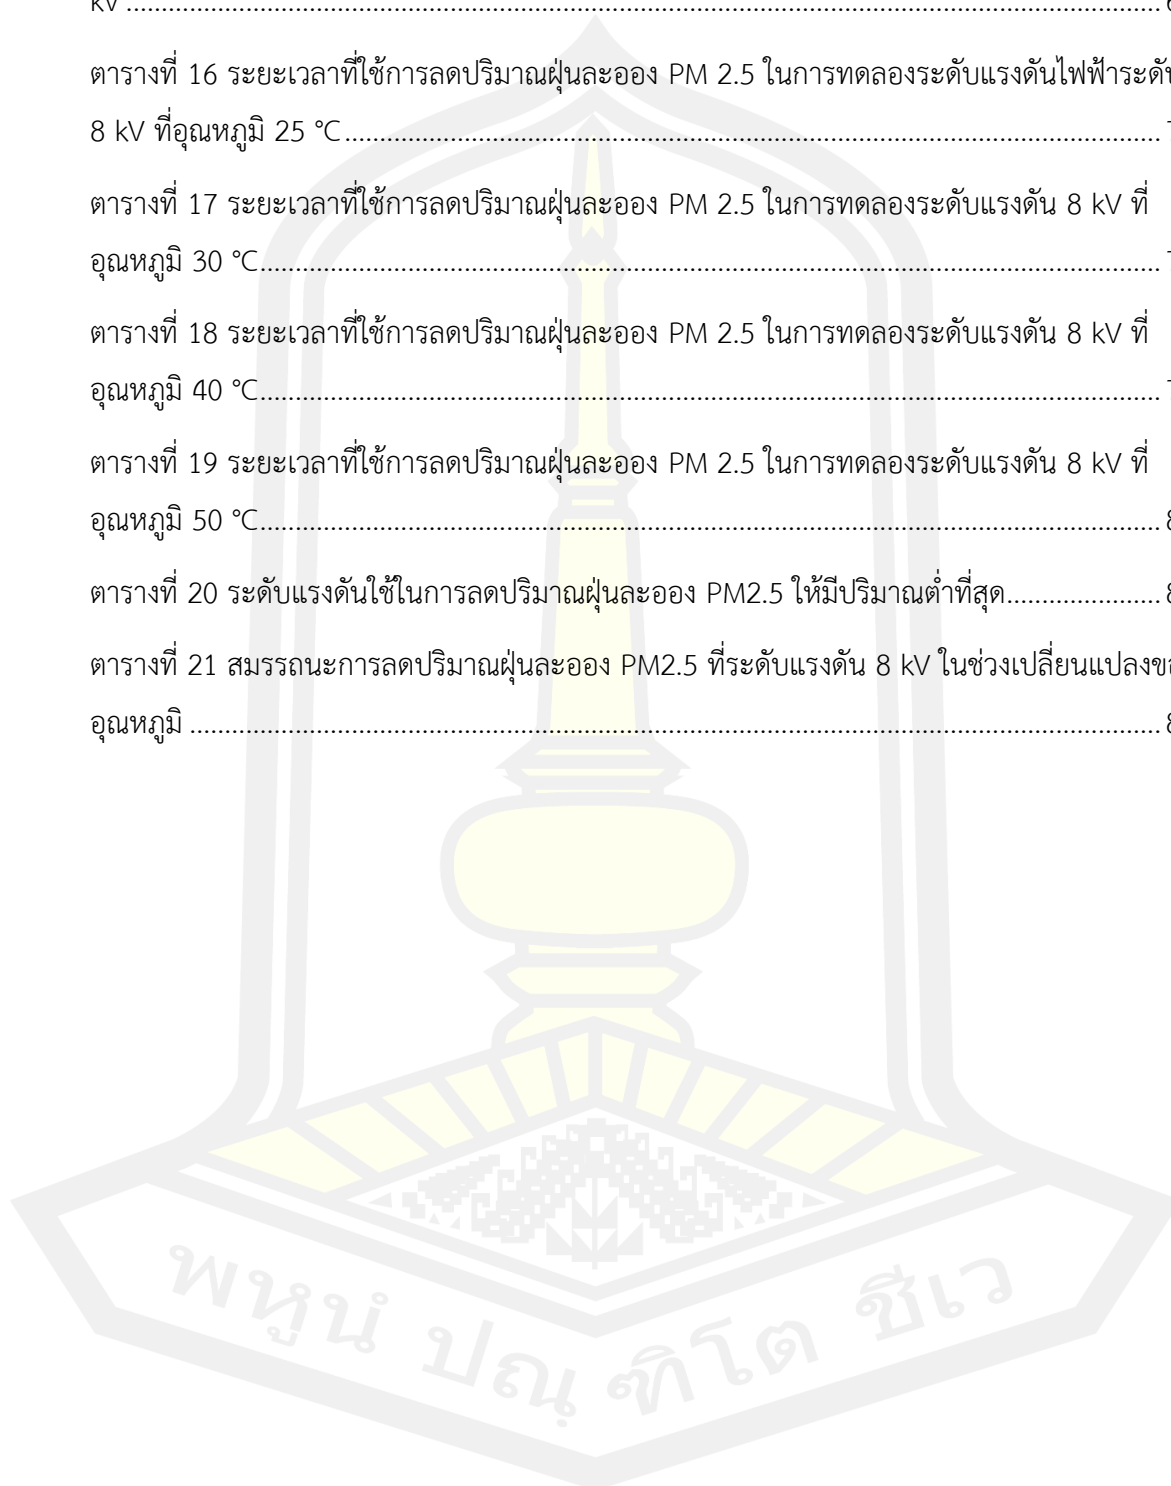 kV
ตารางที่ 16 ระยะเวลาที่ใช้การลดปริมาณฝุ่นละออง PM 2.5 ในการทดลองระดับแรงดันไฟฟ้าระดับ
8 kV ที่อุณหภูมิ 25 °C
ตารางที่ 17 ระยะเวลาที่ใช้การลดปริมาณฝุ่นละออง PM 2.5 ในการทดลองระดับแรงดัน 8 kV ที่
อุณหภูมิ 30 °C
ตารางที่ 18 ระยะเวลาที่ใช้การลดปริมาณฝุ่นละออง PM 2.5 ในการทดลองระดับแรงดัน 8 kV ที่
อุณหภูมิ 40 °C
ตารางที่ 19 ระยะเวลาที่ใช้การลดปริมาณฝุ่นละออง PM 2.5 ในการทดลองระดับแรงดัน 8 kV ที่
อุณหภูมิ 50 °C
ตารางที่ 20 ระดับแรงดันใช้ในการลดปริมาณฝุ่นละออง PM2.5 ให้มีปริมาณต่ำที่สุด
ตารางที่ 21 สมรรถนะการลดปริมาณฝุ่นละออง PM2.5 ที่ระดับแรงดัน 8 kV ในช่วงเปลี่ยนแปลง
อุณหภูมิ
พหูนํ ปณฺ ฑิโต ชีเว